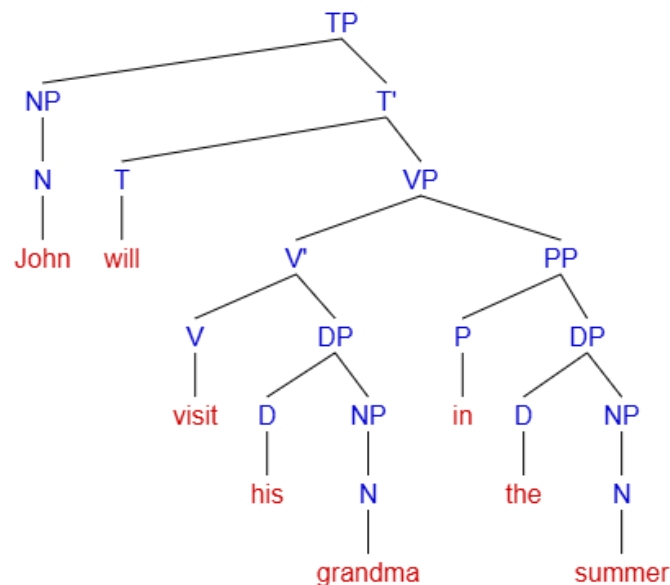 TP
NP T'
N T VP
John will V' PP
V DP P DP
visit D NP in D NP
his N the N
grandma summer